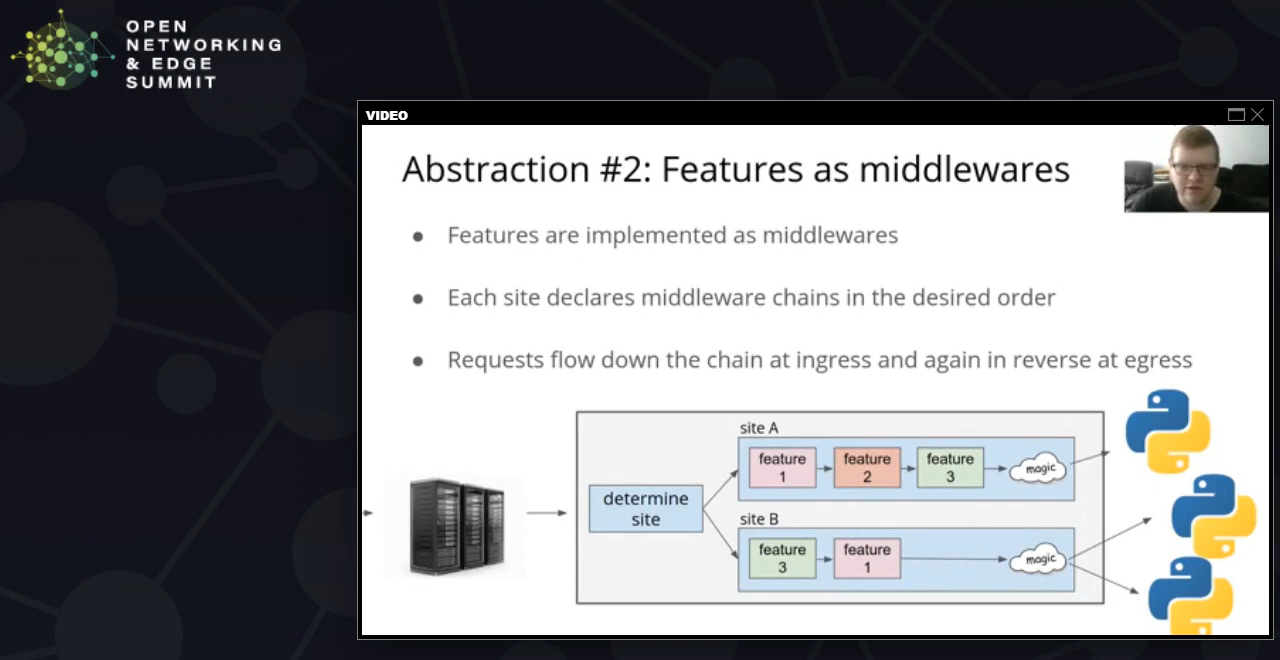 OPEN
NETWORKING
& EDGE
SUMMIT
VIDEO
Abstraction #2: Features as middlewares
● Features are implemented as middlewares
● Each site declares middleware chains in the desired order
● Requests flow down the chain at ingress and again in reverse at egress
site A
feature
1
feature
2
feature
3
magic
determine
site
site B
feature
3
feature
1
magic